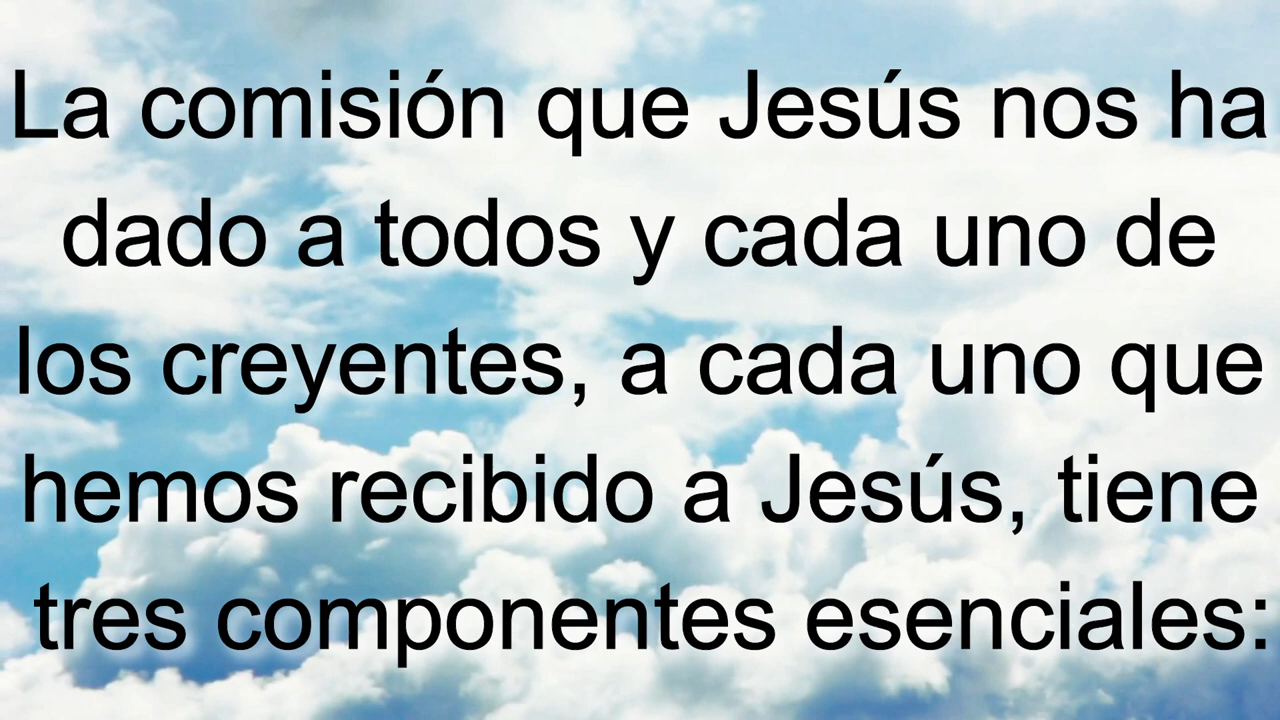 La comisión que Jesús nos ha
dado a todos y cada uno de
los creyentes, a cada uno que
hemos recibido a Jesús, tiene
tres componentes esenciales: